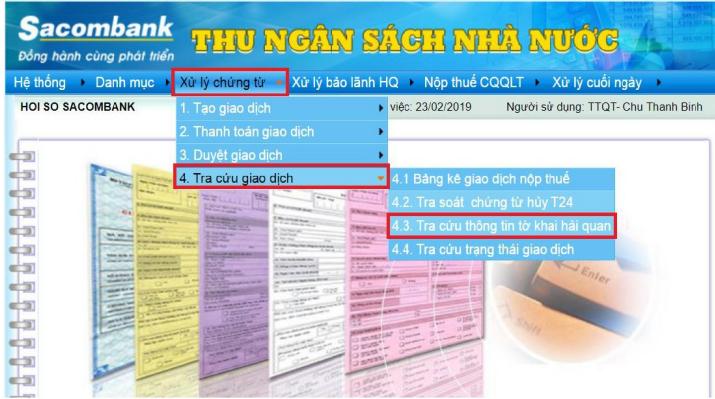 Sacombank
Đồng hành cùng phát triển
THU NGÂN SÁCH NHÀ NƯỚC
Hệ thống Danh mục Xử lý chứng từ Xử lý bảo lãnh HQ Nộp thuế CQQLT Xử lý cuối ngày
HOI SO SACOMBANK việc: 23/02/2019 Người sử dụng: TTQT- Chu Thanh Binh
1. Tạo giao dịch
2. Thanh toán giao dịch
3. Duyệt giao dịch
4. Tra cứu giao dịch
4.1 Bảng kê giao dịch nộp thuế
4.2. Tra soát chứng từ hủy T24
4.3. Tra cứu thông tin tờ khai hải quan
4.4. Tra cứu trạng thái giao dịch
Enter
Shift